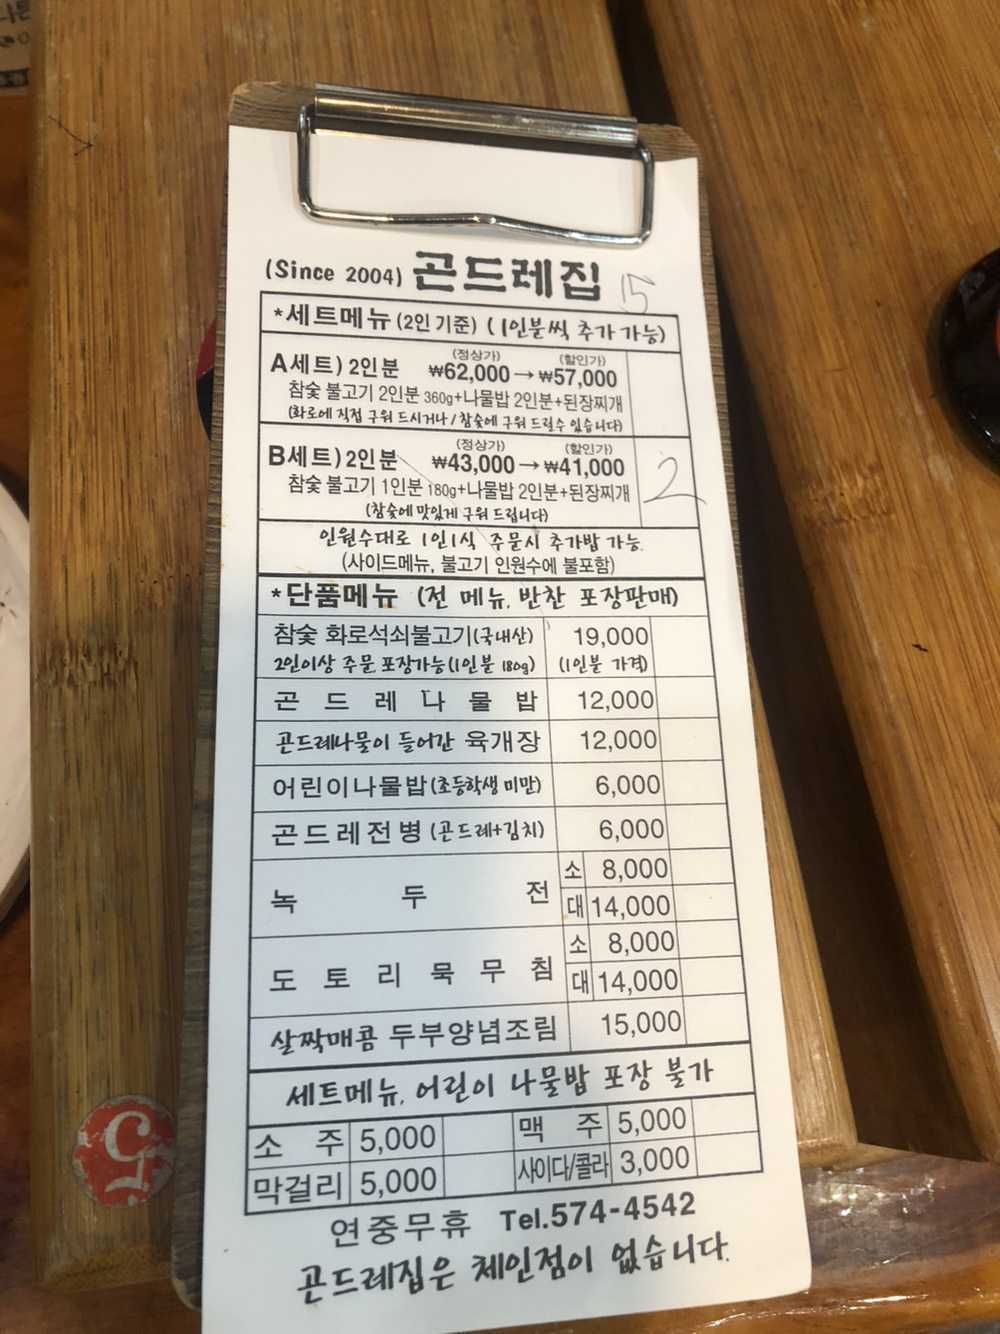 (Since 2004) 곤드레집 15
*세트메뉴 (2인 기준) (1인분씩 추가 가능)
(정상가) (할인가)
A세트) 2인분 ₩62,000→₩57,000
참숯 불고기 2인분 360g+나물밥 2인분+된장찌개
(화로에 직접 구워 드시거나 / 참숯에 구워 드릴수 있습니다)
(정상가) (할인가)
B세트) 2인분 ₩43,000→₩41,000 2
참숯 불고기 1인분 180g+나물밥 2인분+된장찌개
(참숯에 맛있게 구워 드립니다)
인원수대로 1인1식 주문시 추가밥 가능.
(사이드메뉴, 불고기 인원수에 불포함)
*단품메뉴 (전 메뉴, 반찬 포장판매)
참숯 화로석쇠불고기(국내산) 19,000
2인이상 주문 포장가능(1인분 180g) (1인분 가격)
곤드레나물밥 12,000
곤드레나물이 들어간 육개장 12,000
어린이나물밥(초등학생 미만) 6,000
곤드레전병 (곤드레+김치) 6,000
녹두전 소 8,000
대 14,000
도토리묵무침 소 8,000
대 14,000
살짝매콤 두부양념조림 15,000
세트메뉴, 어린이 나물밥 포장 불가
소주 5,000 맥주 5,000
막걸리 5,000 사이다/콜라 3,000
연중무휴 Tel.574-4542
곤드레집은 체인점이 없습니다.